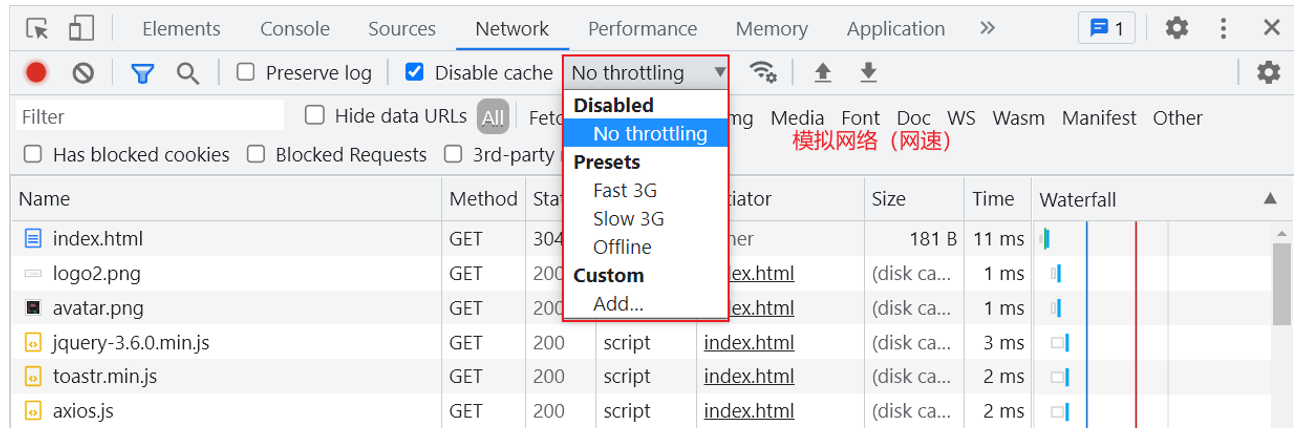 Elements Console Sources Network Performance Memory Application 1
Preserve log Disable cache No throttling
Filter Hide data URLs All Fetc mg Media Font Doc WS Wasm Manifest Other
Disabled
No throttling
模拟网络（网速）
Has blocked cookies Blocked Requests 3rd-party
Presets
Fast 3G
Slow 3G
Offline
Custom
Add...
Name Method Stat tiator Size Time Waterfall
index.html GET 304 her 181 B 11 ms
logo2.png GET 200 index.html (disk ca... 1 ms
avatar.png GET 200 index.html (disk ca... 1 ms
jquery-3.6.0.min.js GET 200 script index.html (disk ca... 3 ms
toastr.min.js GET 200 script index.html (disk ca... 2 ms
axios.js GET 200 script index.html (disk ca... 2 ms